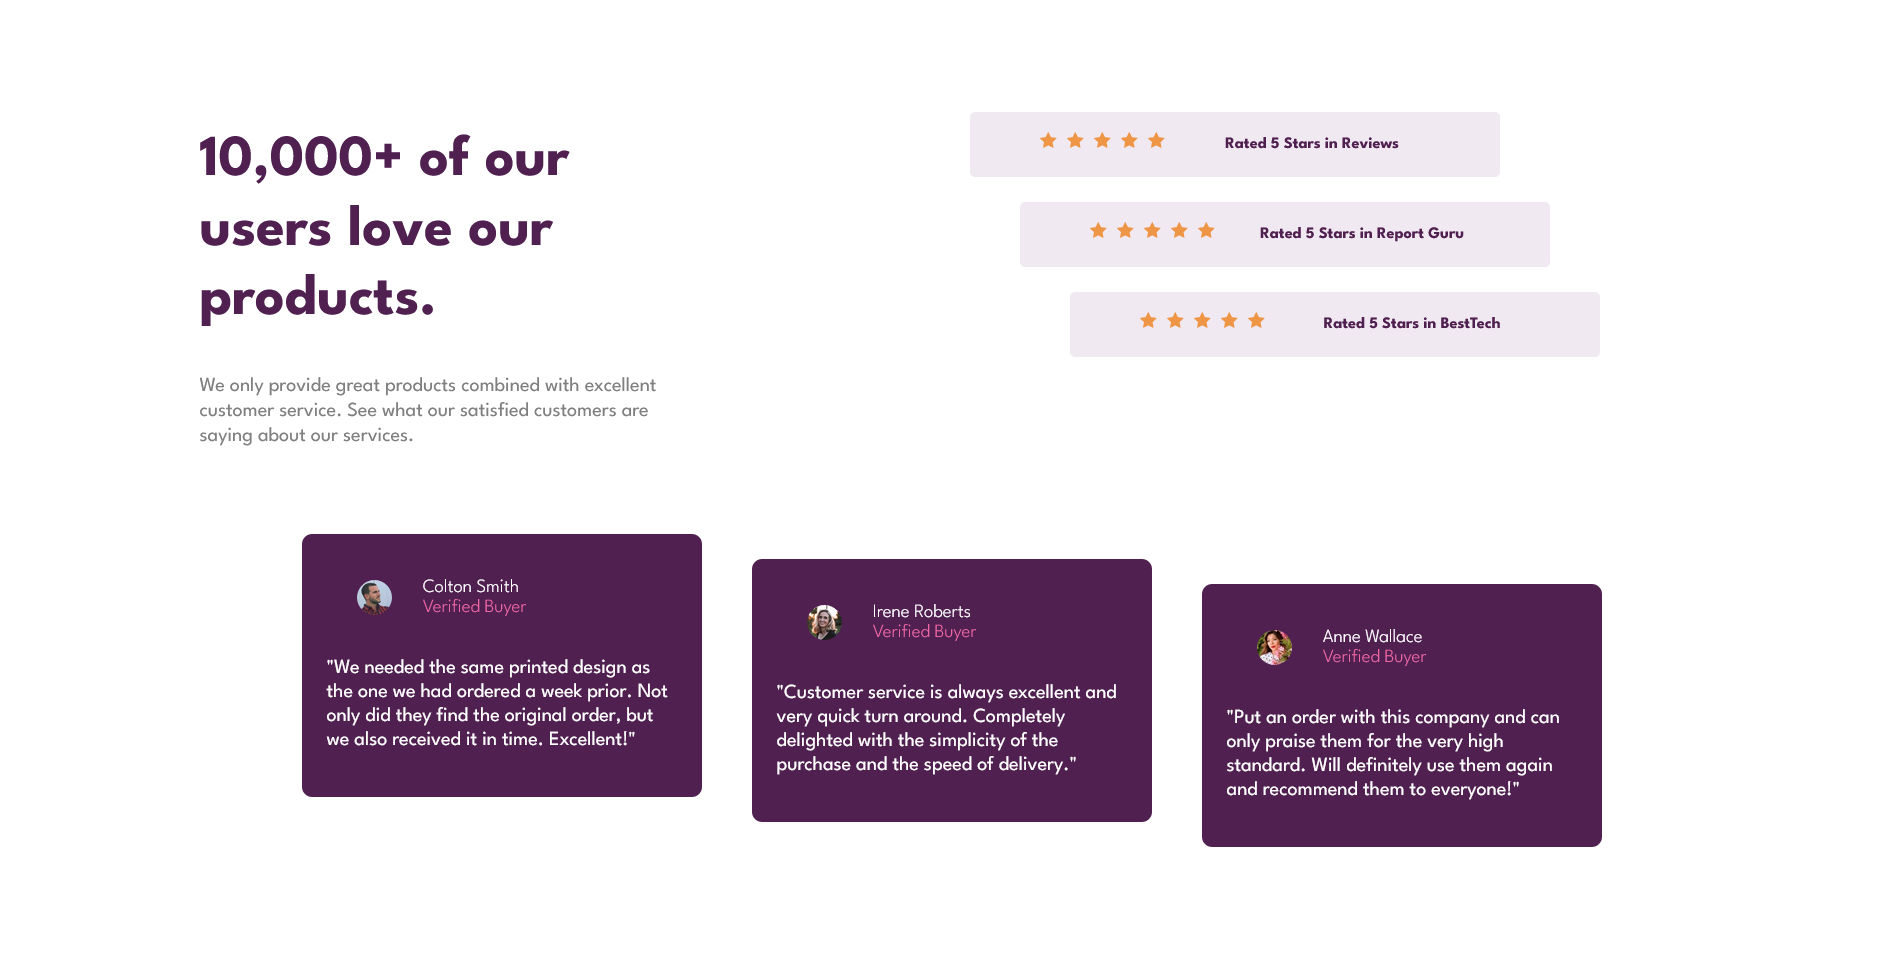 10,000+ of our
users love our
products.
We only provide great products combined with excellent
customer service. See what our satisfied customers are
saying about our services.
Rated 5 Stars in Reviews
Rated 5 Stars in Report Guru
Rated 5 Stars in BestTech
Colton Smith
Verified Buyer
"We needed the same printed design as
the one we had ordered a week prior. Not
only did they find the original order, but
we also received it in time. Excellent!"
Irene Roberts
Verified Buyer
"Customer service is always excellent and
very quick turn around. Completely
delighted with the simplicity of the
purchase and the speed of delivery."
Anne Wallace
Verified Buyer
"Put an order with this company and can
only praise them for the very high
standard. Will definitely use them again
and recommend them to everyone!"